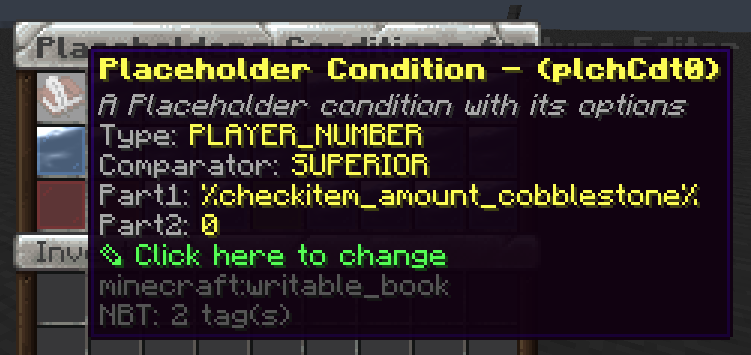 Placeholder Condition - (plchCdt0)
A Placeholder condition with its options
Type: PLAYER_NUMBER
Comparator: SUPERIOR
Part1: %checkitem_amount_cobblestone%
Part2: 0
✎ Click here to change
minecraft:writable_book
NBT: 2 tag(s)